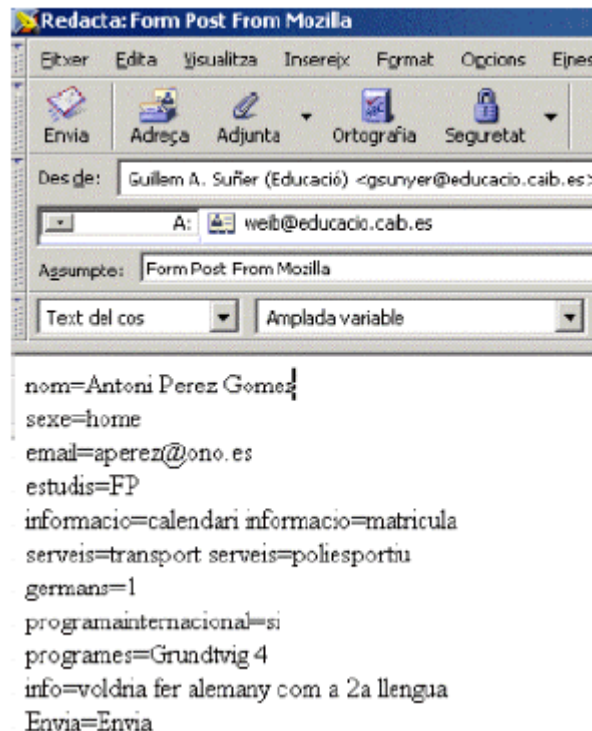 Redacta: Form Post From Mozilla
Fitxer Edita Visualitza Insereix Format Opcions Eines
Envia Adreça Adjunta Ortografia Seguretat
Des de: Guillem A. Suñer (Educació) <gsunyer@educacio.caib.es>
A: weib@educacio.caib.es
Assumpte: Form Post From Mozilla
Text del cos Amplada variable
nom=Antoni Perez Gomez
sexe=home
email=aperez@ono.es
estudis=FP
informacio=calendari informacio=matricula
serveis=transport serveis=poliesportiu
germans=1
programainternacional=si
programes=Grundtvig 4
info=voldria fer alemany com a 2a llengua
Envia=Envia